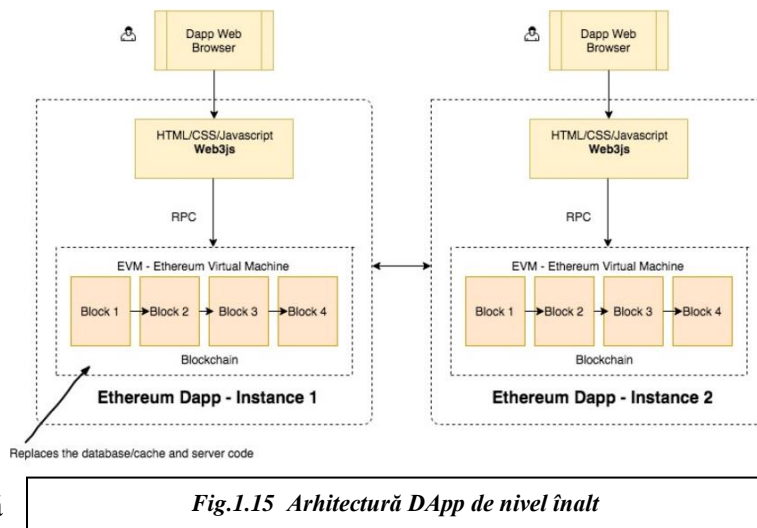 Dapp Web
Browser
Dapp Web
Browser
HTML/CSS/Javascript
Web3js
HTML/CSS/Javascript
Web3js
RPC
RPC
EVM - Ethereum Virtual Machine
Block 1
Block 2
Block 3
Block 4
Blockchain
EVM - Ethereum Virtual Machine
Block 1
Block 2
Block 3
Block 4
Blockchain
Ethereum Dapp - Instance 1
Ethereum Dapp - Instance 2
Replaces the database/cache and server code
Fig.1.15 Arhitectură DApp de nivel înalt